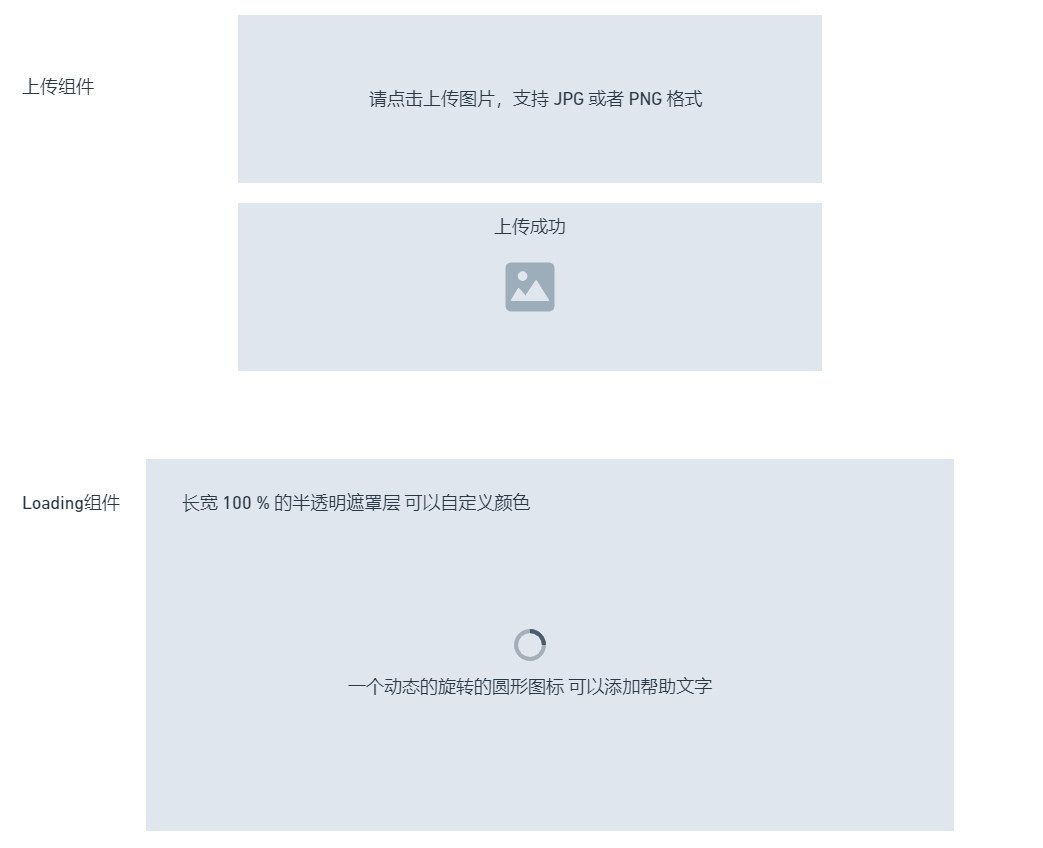 上传组件
请点击上传图片，支持 JPG 或者 PNG 格式
上传成功
Loading组件
长宽 100 % 的半透明遮罩层 可以自定义颜色
一个动态的旋转的圆形图标 可以添加帮助文字